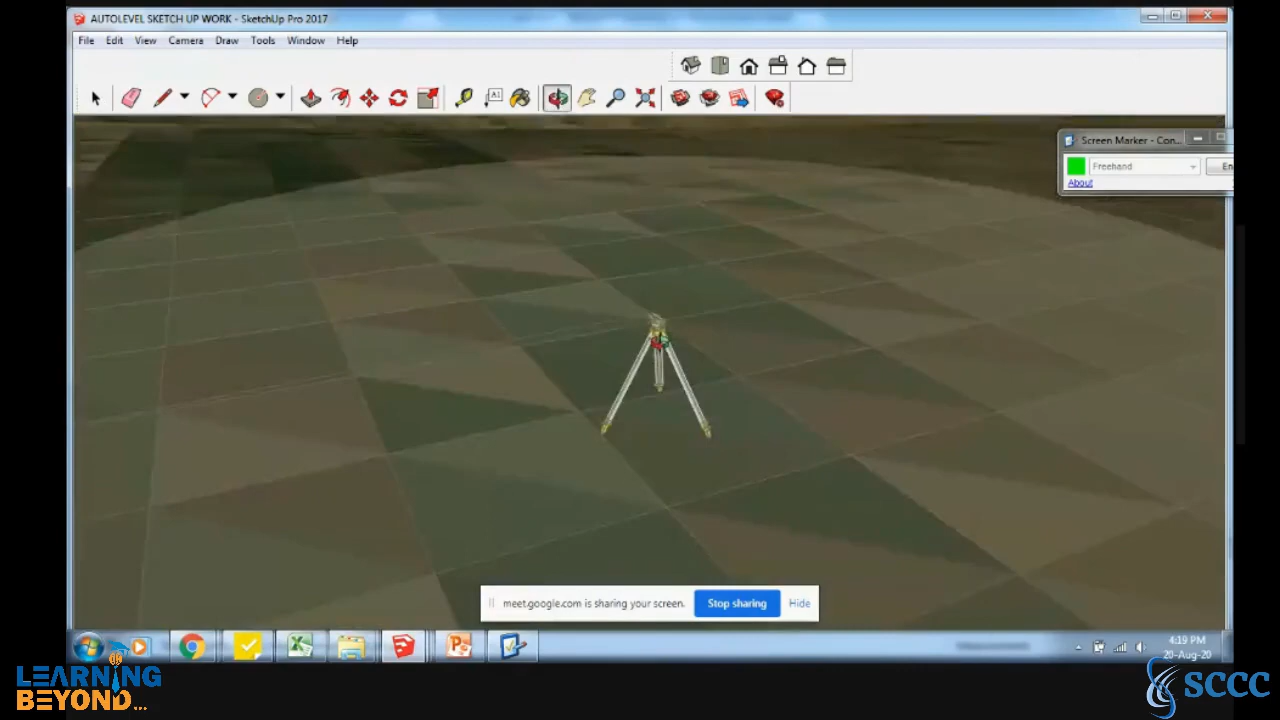 AUTOLEVEL SKETCH UP WORK - SketchUp Pro 2017
File Edit View Camera Draw Tools Window Help
A1
Screen Marker - Con...
Freehand
En
About
meet.google.com is sharing your screen. Stop sharing Hide
4:19 PM
20-Aug-20
LEARNING
BEYOND...
SCCC